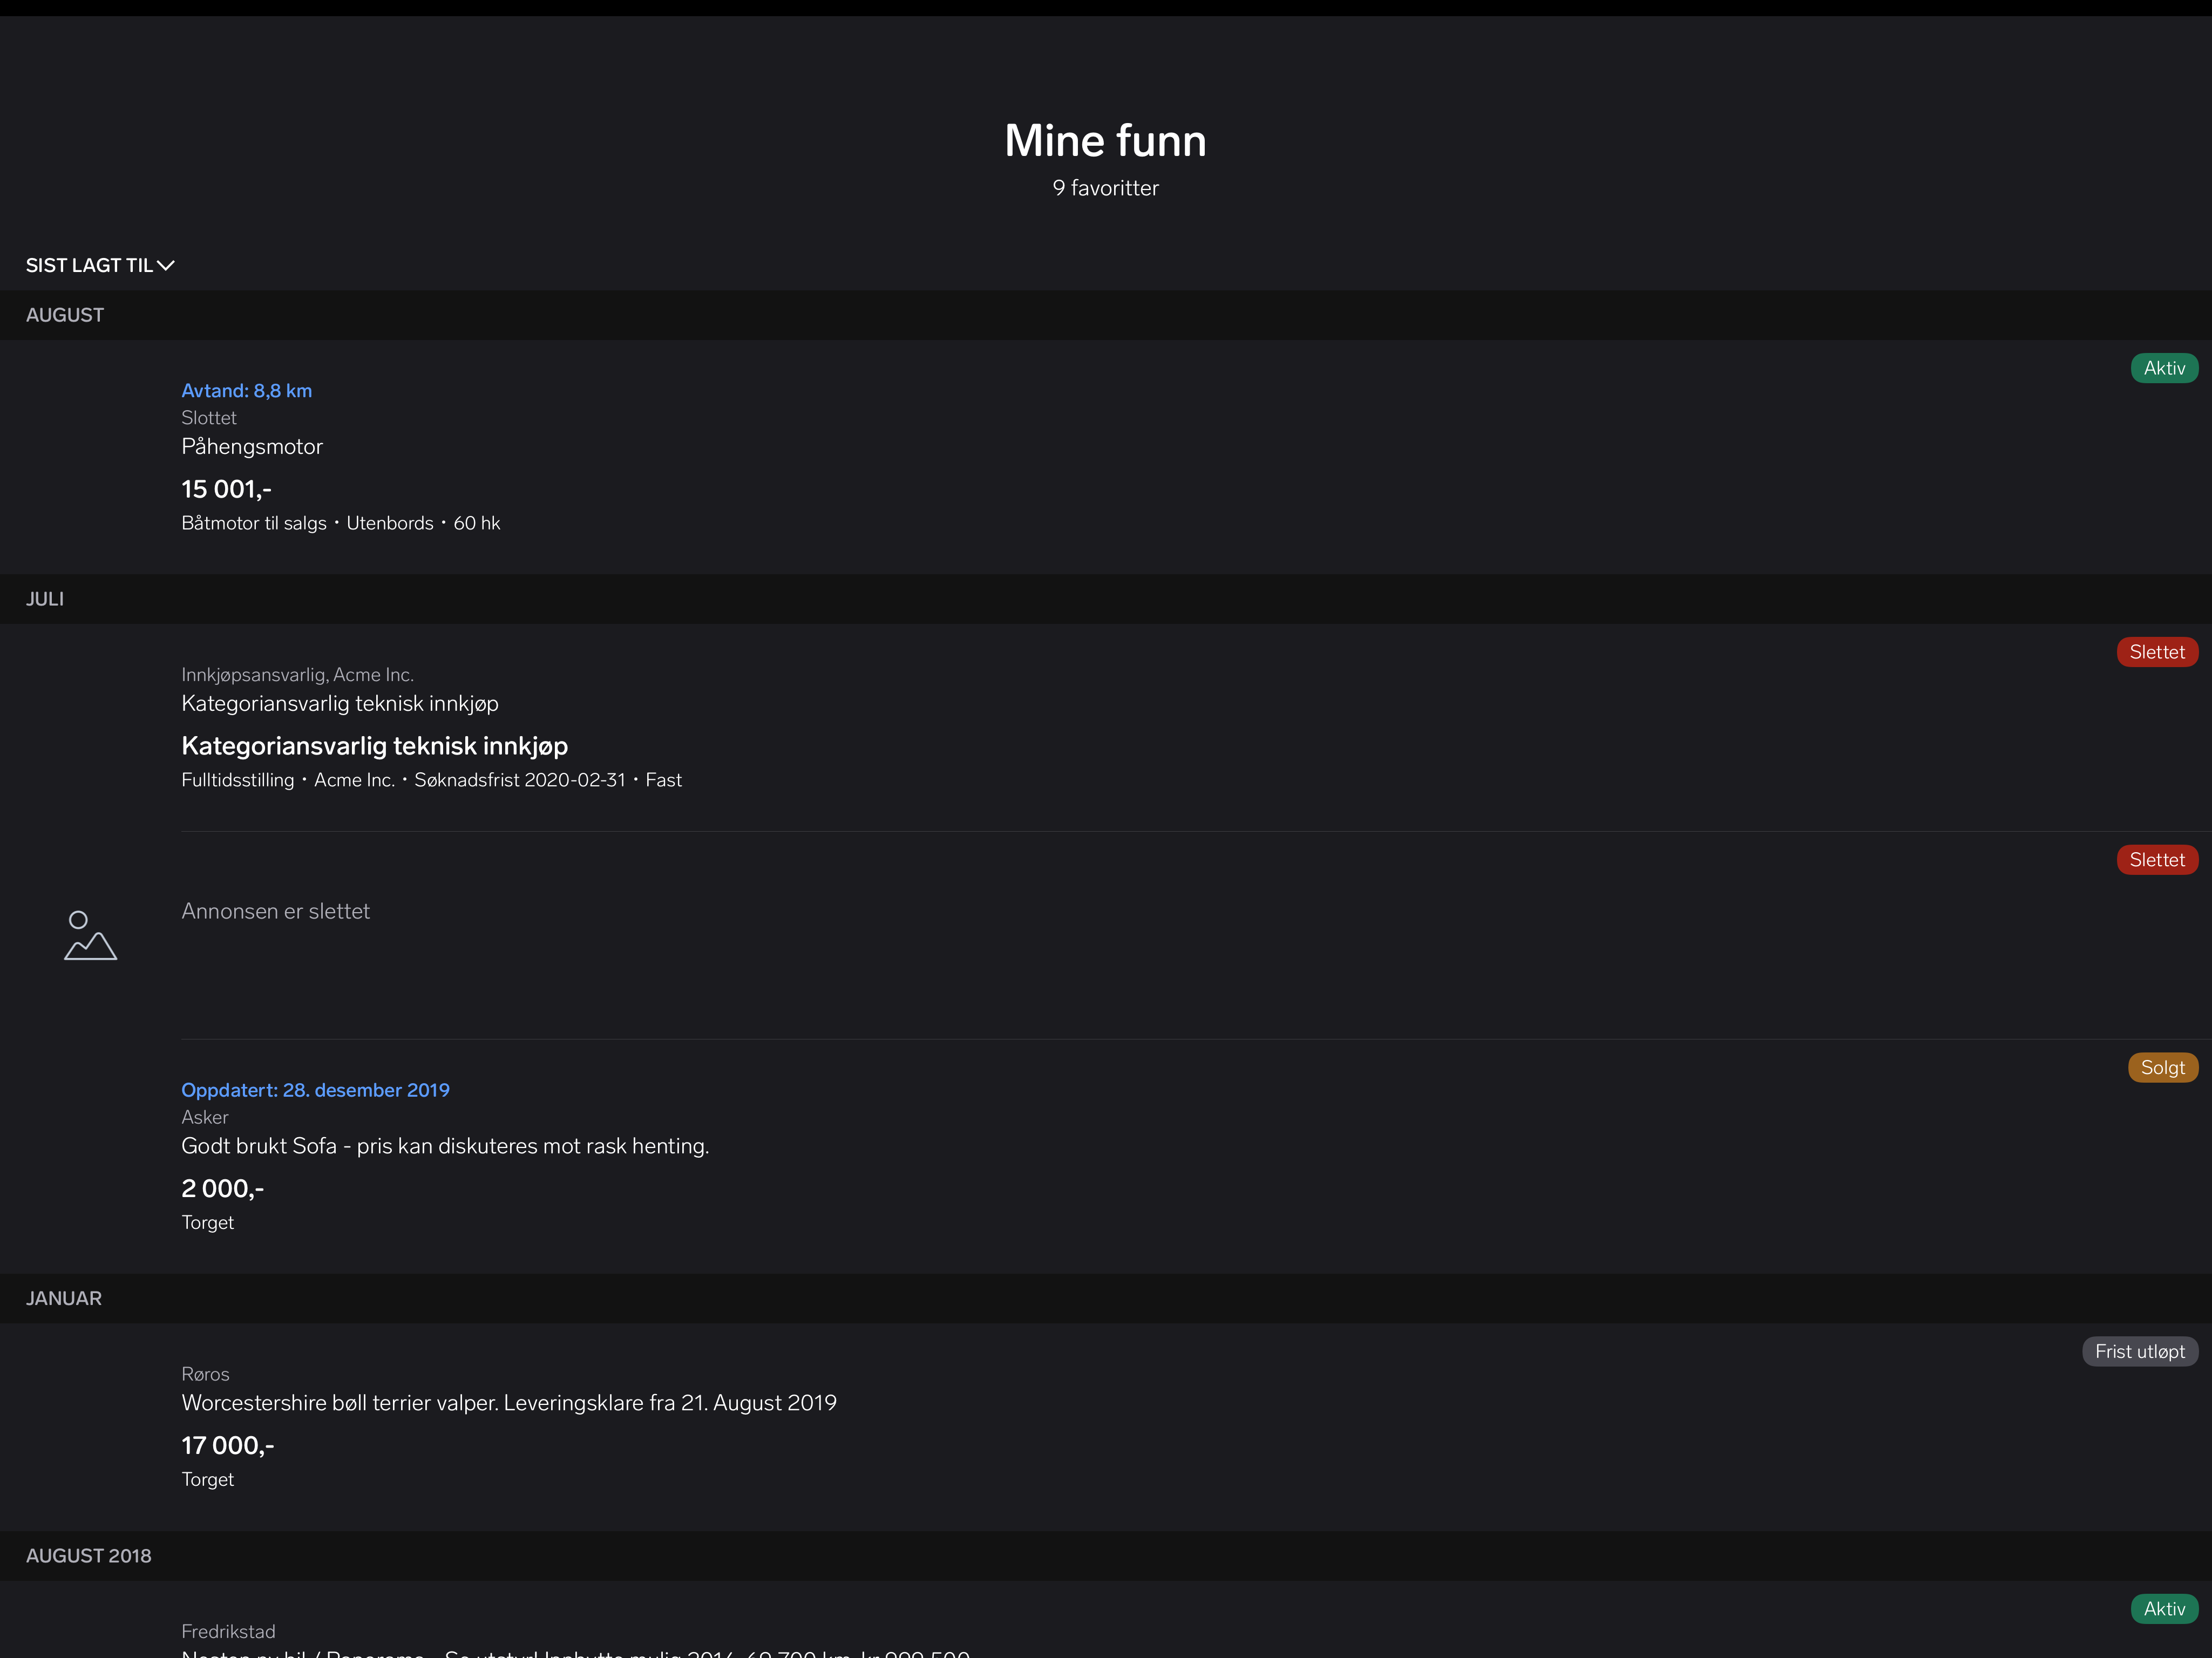 Mine funn
9 favoritter
SIST LAGT TIL
AUGUST
Aktiv
Avtand: 8,8 km
Slottet
Påhengsmotor
15 001,-
Båtmotor til salgs・Utenbords・60 hk
JULI
Slettet
Innkjøpsansvarlig, Acme Inc.
Kategoriansvarlig teknisk innkjøp
Kategoriansvarlig teknisk innkjøp
Fulltidsstilling・Acme Inc.・Søknadsfrist 2020-02-31・Fast
Slettet
Annonsen er slettet
Solgt
Oppdatert: 28. desember 2019
Asker
Godt brukt Sofa - pris kan diskuteres mot rask henting.
2 000,-
Torget
JANUAR
Frist utløpt
Røros
Worcestershire bøll terrier valper. Leveringsklare fra 21. August 2019
17 000,-
Torget
AUGUST 2018
Aktiv
Fredrikstad